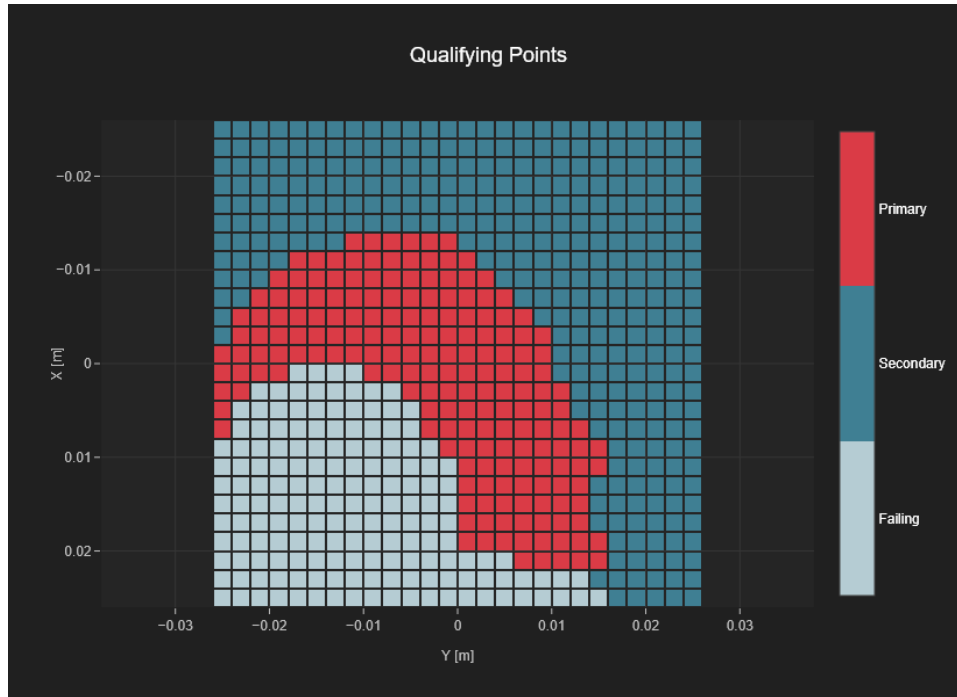 Qualifying Points
−0.02
−0.01
0
0.01
0.02
X [m]
−0.03
−0.02
−0.01
0
0.01
0.02
0.03
Y [m]
Primary
Secondary
Failing